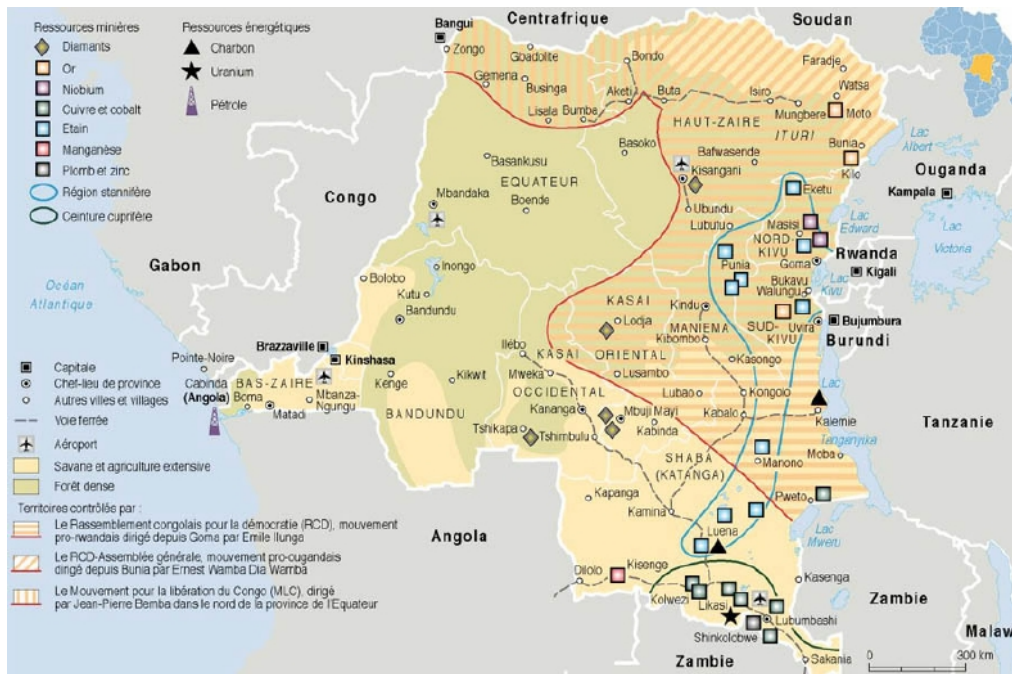 Ressources minières
Diamants
Or
Niobium
Cuivre et cobalt
Etain
Manganèse
Plomb et zinc
Région stannifère
Ceinture cuprifère
Ressources énergétiques
Charbon
Uranium
Pétrole
Centrafrique
Soudan
Bangui
Zongo
Gbadolite
Bondo
Faradje
Gemena
Businga
Aketi
Buta
Isiro
Watsa
Lisala
Bumba
Mungbere
Moto
HAUT-ZAIRE
ITURI
Basoko
Bafwasende
Bunia
Lac
Albert
Basankusu
Kisangani
Kilo
Ouganda
EQUATEUR
Eketu
Kampala
Congo
Mbandaka
Boende
Ubundu
Lubutu
Masisi
Lac
Edward
NORD-
KIVU
Lac
Victoria
Gabon
Inongo
Punia
Goma
Rwanda
Bolobo
Bukavu
Lac
Kivu
Kigali
Océan
Atlantique
Kutu
Walungu
Bandundu
KASAI
Kindu
Lodja
MANIEMA
SUD-
KIVU
Uvira
Bujumbura
Burundi
Brazzaville
Ilébo
Kibombo
Pointe-Noire
Kinshasa
KASAI
ORIENTAL
Kasongo
Capitale
Chef-lieu de province
Autres villes et villages
Voie ferrée
Aéroport
Savane et agriculture extensive
Forêt dense
Cabinda
(Angola)
BAS-ZAIRE
Boma
Matadi
Mbanza-
Ngungu
Kenge
Kikwit
Mweka
Lusambo
OCCIDENTAL
Lubao
Kongolo
Lac
Tanganyika
BANDUNDU
Kananga
Mbuji Mayi
Kabalo
Kalemie
Tanzanie
Tshikapa
Tshimbulu
Kabinda
SHABA
(KATANGA)
Manono
Moba
Kapanga
Pweto
Kamina
Angola
Luena
Lac
Mweru
Dilolo
Kisenge
Kasenga
Kolwezi
Likasi
Zambie
Lubumbashi
Shinkolobwe
Malaw
Sakania
Zambie
0
300 km
Territoires contrôlés par :
Le Rassemblement congolais pour la démocratie (RCD), mouvement
pro-rwandais dirigé depuis Goma par Emile Ilunga
Le RCD-Assemblée générale, mouvement pro-ougandais
dirigé depuis Bunia par Ernest Wamba Dia Wamba
Le Mouvement pour la libération du Congo (MLC), dirigé
par Jean-Pierre Bemba dans le nord de la province de l'Equateur